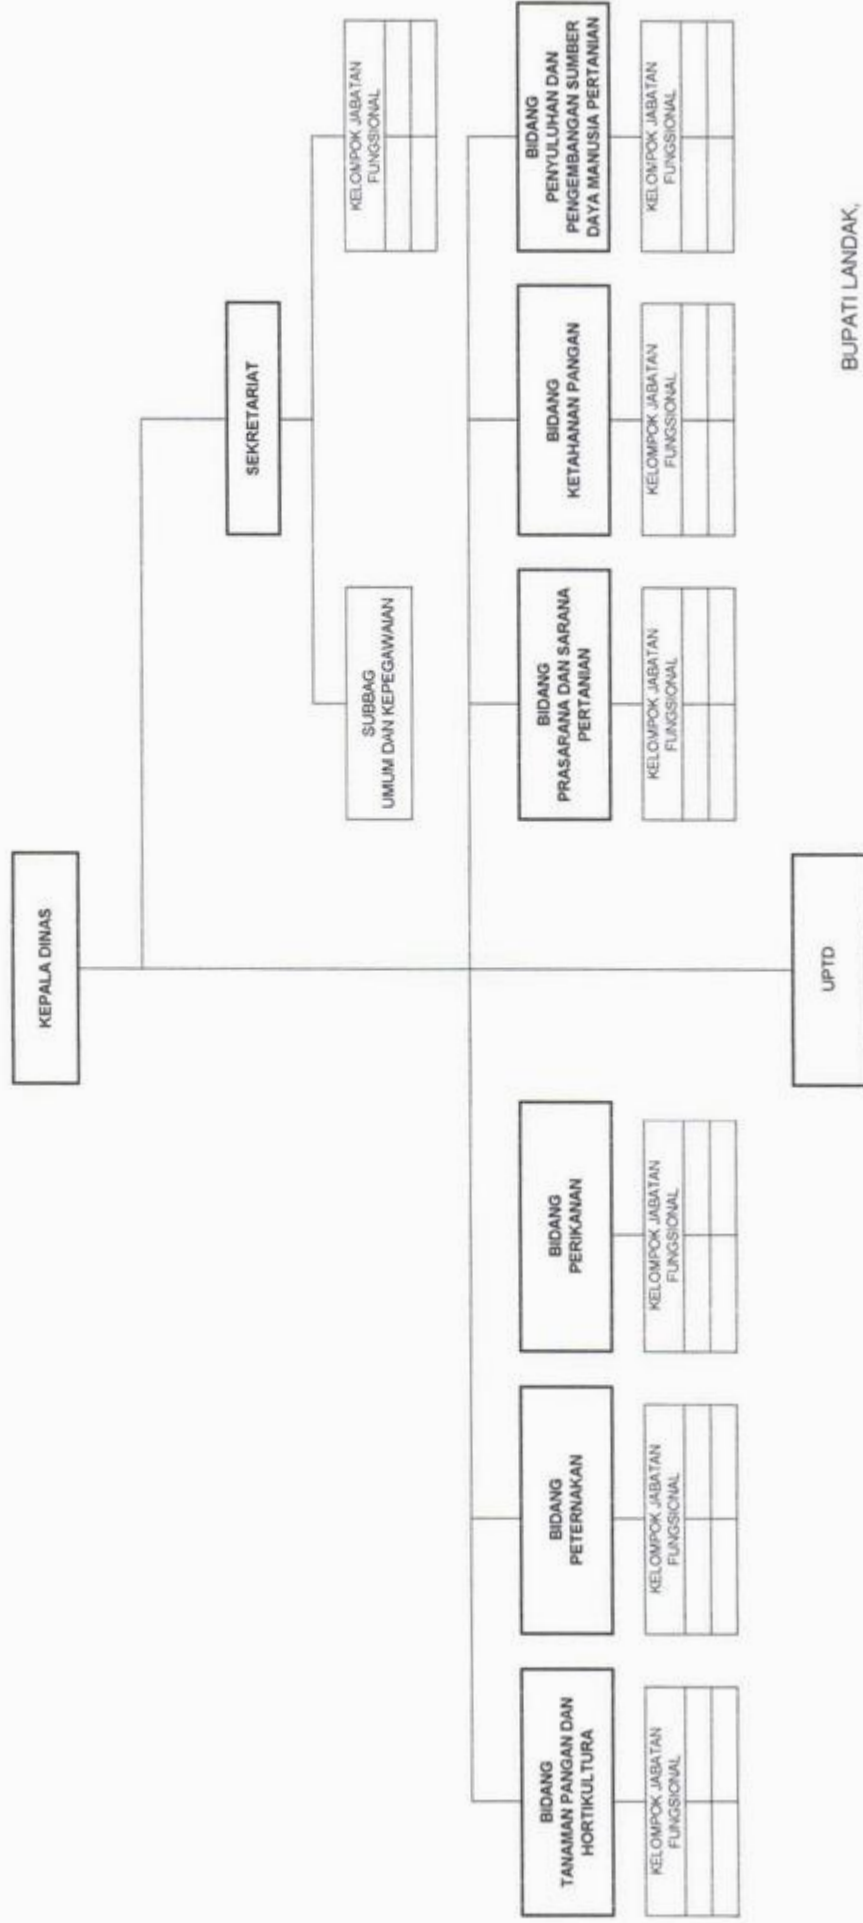 KEPALA DINAS
SEKRETARIAT
SUBBAG
UMUM DAN KEPEGAWAIAN
KELOMPOK JABATAN
FUNGSIONAL
BIDANG
TANAMAN PANGAN DAN
HORTIKULTURA
KELOMPOK JABATAN
FUNGSIONAL
BIDANG
PETERNAKAN
KELOMPOK JABATAN
FUNGSIONAL
BIDANG
PERIKANAN
KELOMPOK JABATAN
FUNGSIONAL
BIDANG
PRASARANA DAN SARANA
PERTANIAN
KELOMPOK JABATAN
FUNGSIONAL
BIDANG
KETAHANAN PANGAN
KELOMPOK JABATAN
FUNGSIONAL
BIDANG
PENYULUHAN DAN
PENGEMBANGAN SUMBER
DAYA MANUSIA PERTANIAN
KELOMPOK JABATAN
FUNGSIONAL
UPTD
BUPATI LANDAK,